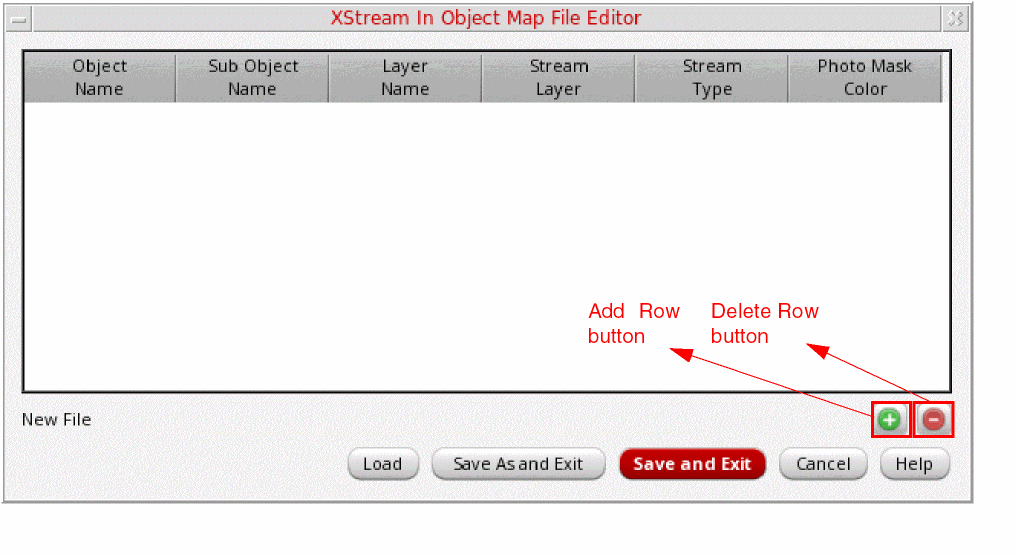 XStream In Object Map File Editor
Object Name
Sub Object Name
Layer Name
Stream Layer
Stream Type
Photo Mask Color
Add Row button
Delete Row button
New File
Load
Save As and Exit
Save and Exit
Cancel
Help